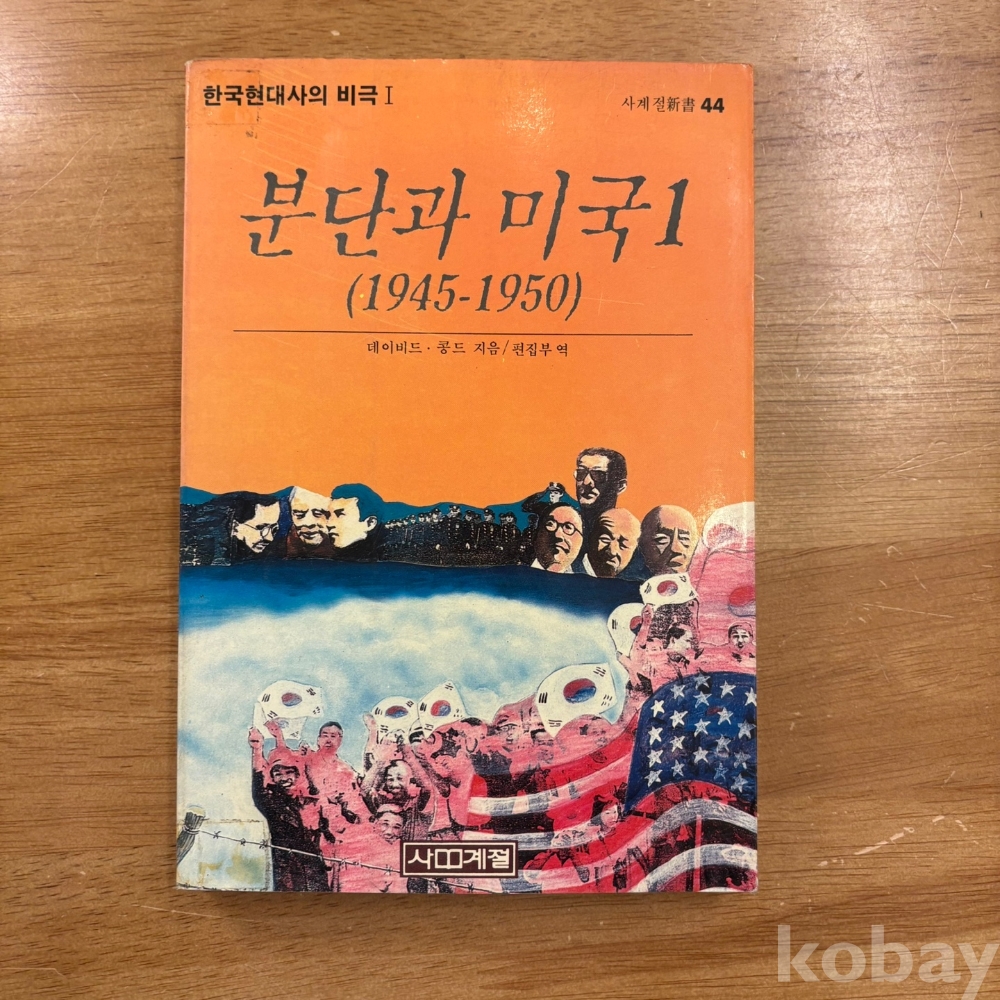 한국현대사의 비극 I
사계절新書 44
분단과 미국1
(1945-1950)
데이비드 · 콩드 지음/편집부 역
사계절
kobay